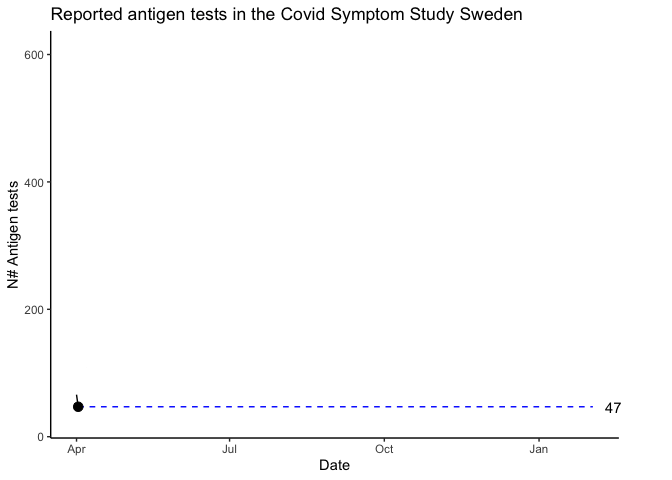 Reported antigen tests in the Covid Symptom Study Sweden
N# Antigen tests
600
400
200
0
47
Apr Jul Oct Jan
Date